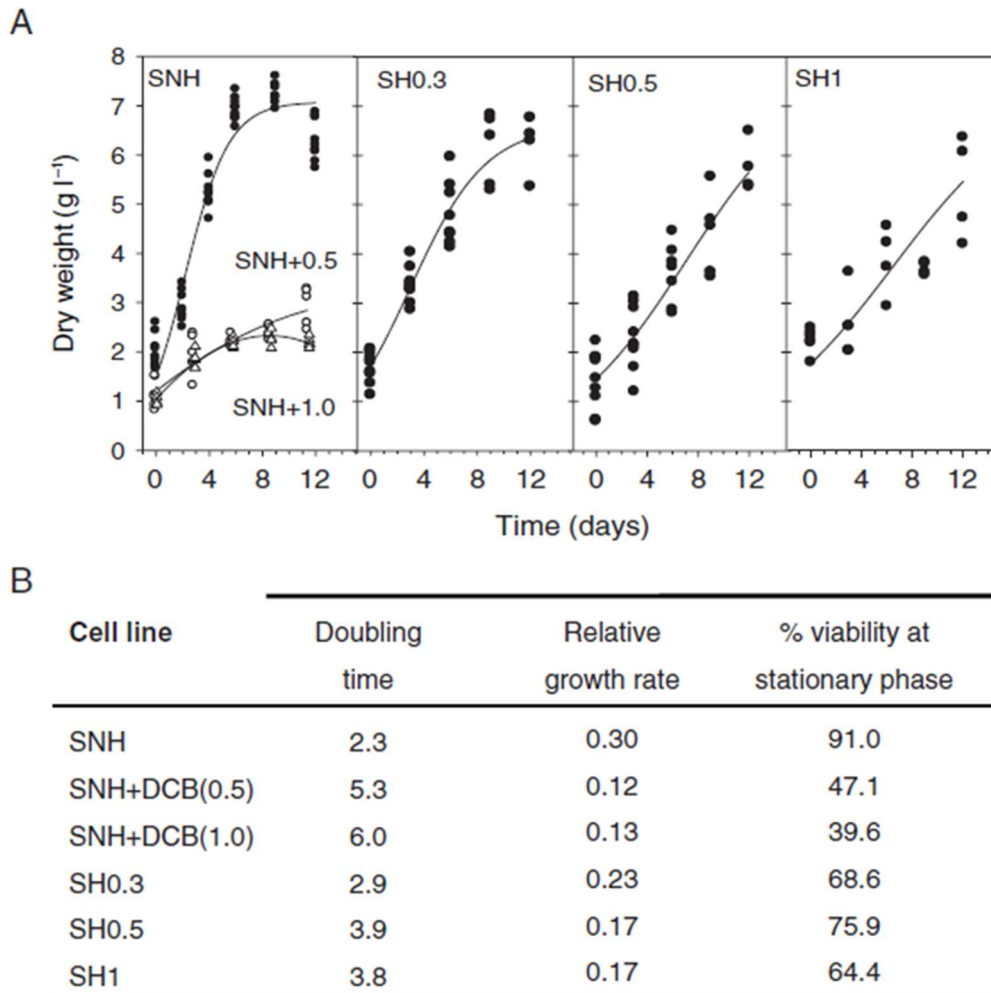 A
SNH
SH0.3
SH0.5
SH1
8
7
6
5
4
3
2
1
0
Dry weight (g l⁻¹)
SNH+0.5
SNH+1.0
0 4 8 12 0 4 8 12 0 4 8 12 0 4 8 12
Time (days)
B
Cell line Doubling time Relative growth rate % viability at stationary phase
SNH 2.3 0.30 91.0
SNH+DCB(0.5) 5.3 0.12 47.1
SNH+DCB(1.0) 6.0 0.13 39.6
SH0.3 2.9 0.23 68.6
SH0.5 3.9 0.17 75.9
SH1 3.8 0.17 64.4